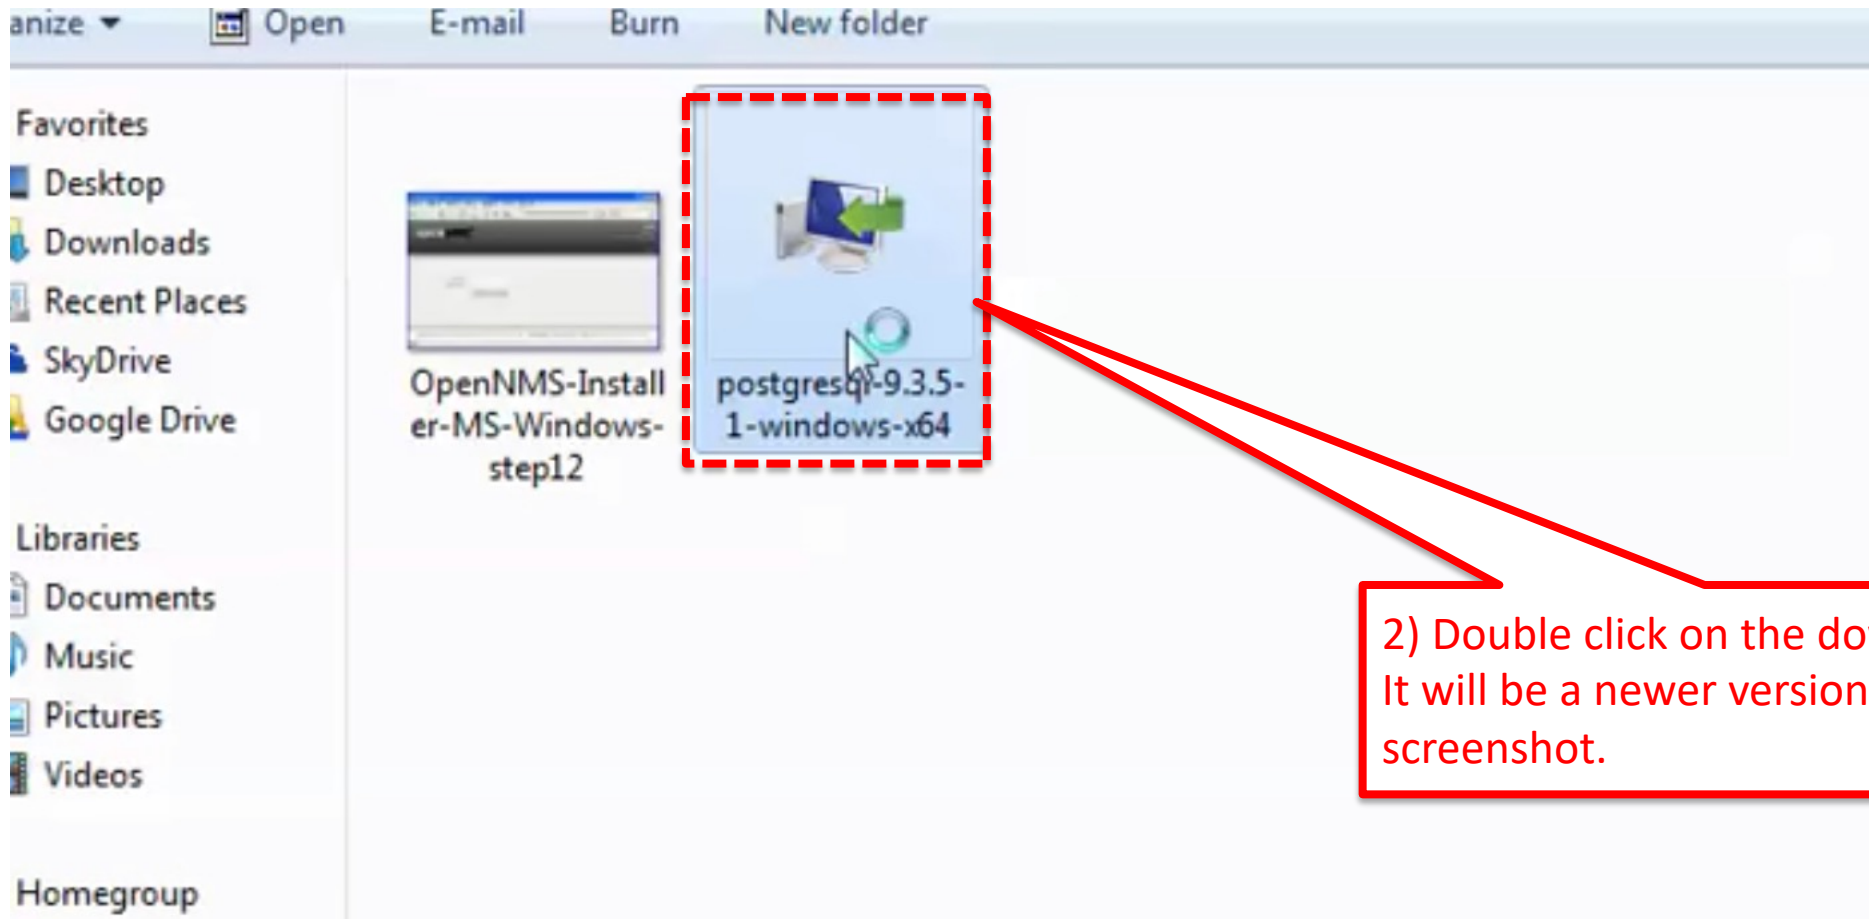 anize Open E-mail Burn New folder
Favorites
Desktop
Downloads
Recent Places
SkyDrive
Google Drive
Libraries
Documents
Music
Pictures
Videos
Homegroup
OpenNMS-Install
er-MS-Windows-
step12
postgresql-9.3.5-
1-windows-x64
2) Double click on the do
It will be a newer version
screenshot.